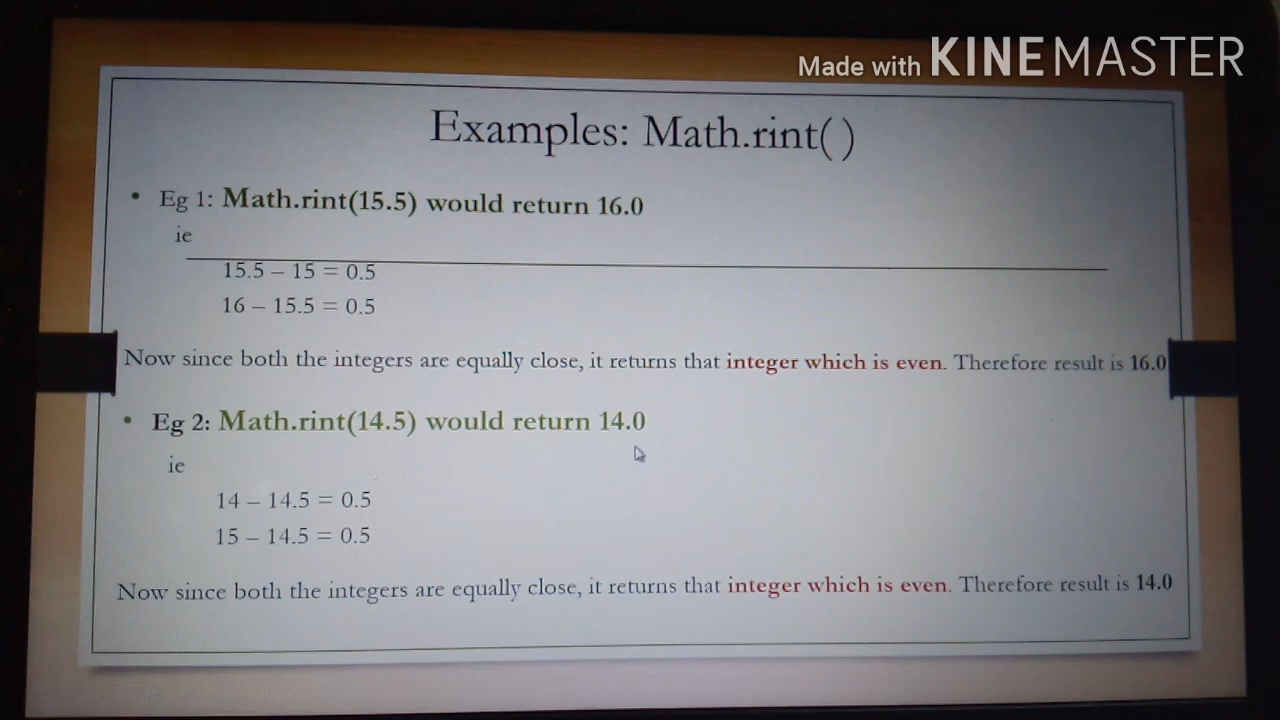 Made with KINEMASTER
Examples: Math.rint( )
• Eg 1: Math.rint(15.5) would return 16.0
ie
15.5 – 15 = 0.5
16 – 15.5 = 0.5
Now since both the integers are equally close, it returns that integer which is even. Therefore result is 16.0
• Eg 2: Math.rint(14.5) would return 14.0
ie
14 – 14.5 = 0.5
15 – 14.5 = 0.5
Now since both the integers are equally close, it returns that integer which is even. Therefore result is 14.0